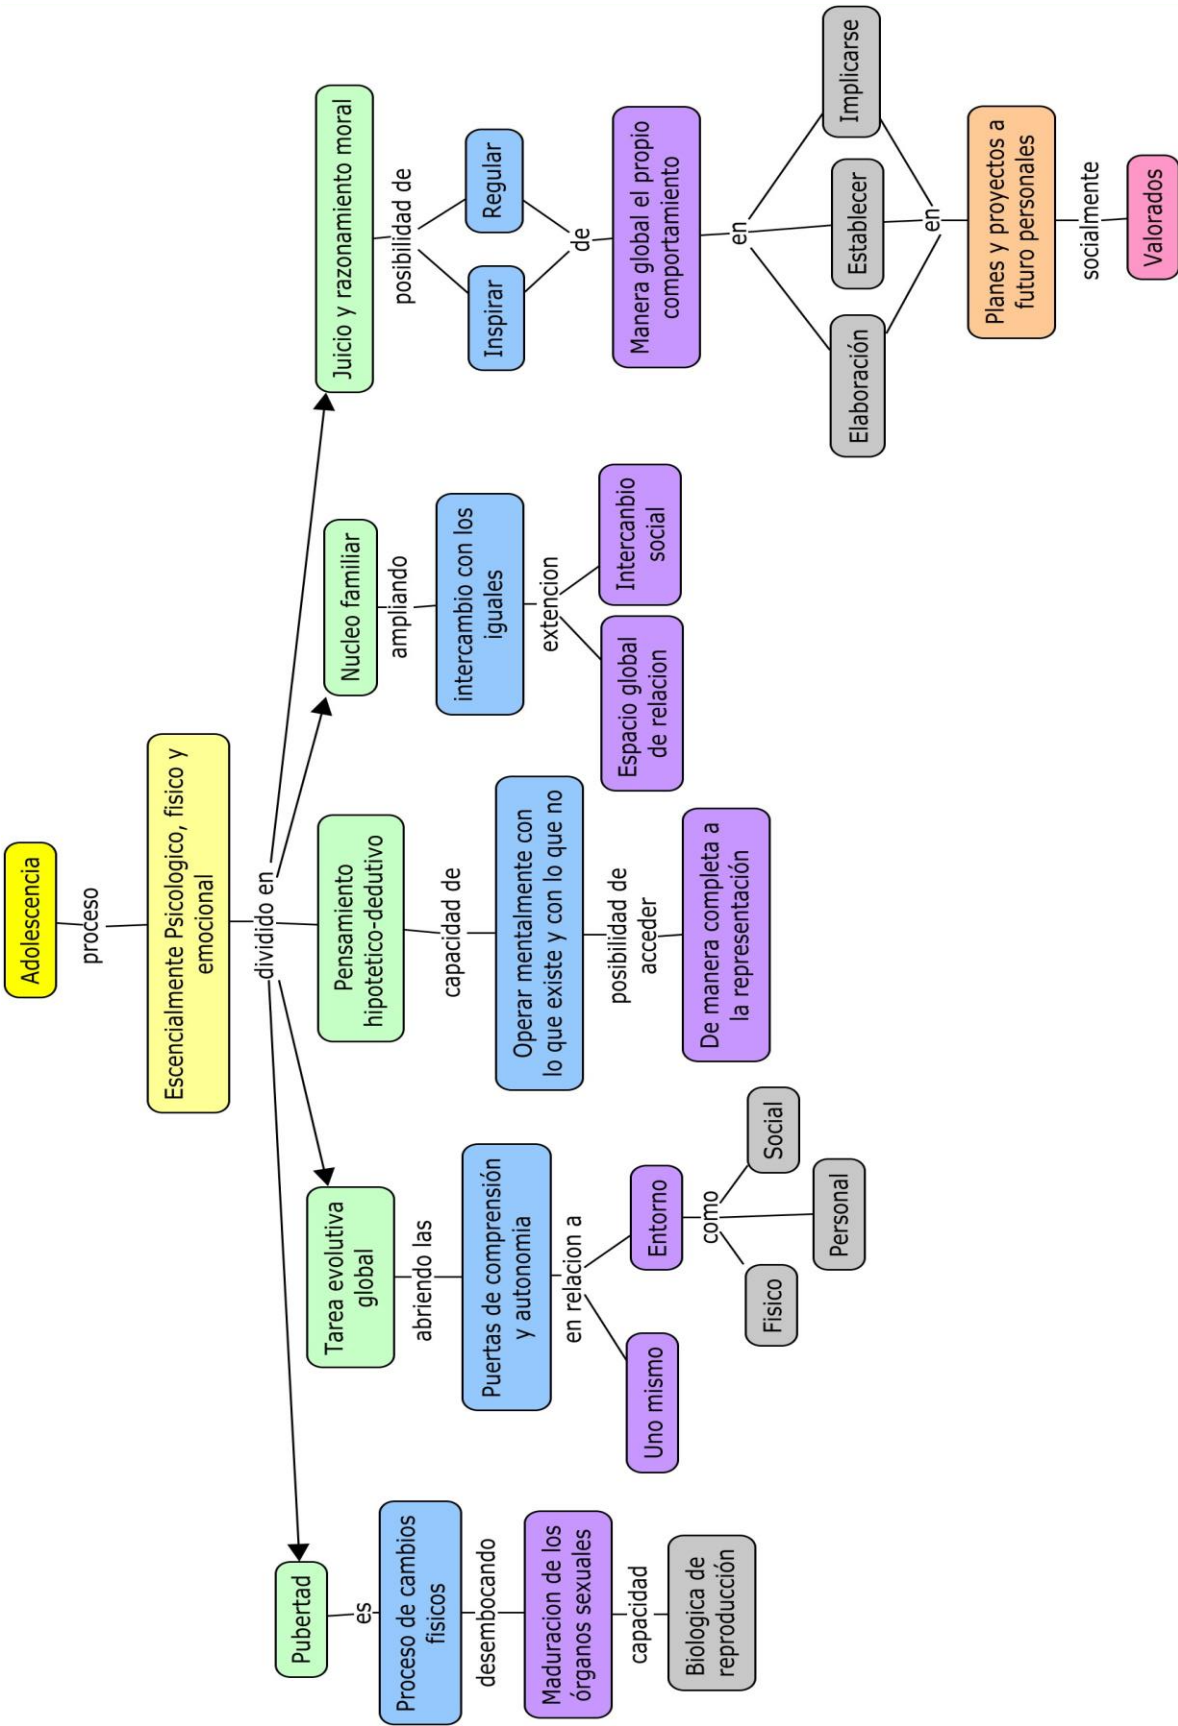 Adolescencia
proceso
Escencialmente Psicologico, fisico y
emocional
dividido en
Pubertad
es
Proceso de cambios
fisicos
desembocando
Maduracion de los
órganos sexuales
capacidad
Biologica de
reproducción
Tarea evolutiva
global
abriendo las
Puertas de comprensión
y autonomia
en relacion a
Uno mismo
Entorno
como
Fisico
Personal
Social
Pensamiento
hipotetico-dedutivo
capacidad de
Operar mentalmente con
lo que existe y con lo que no
posibilidad de
acceder
De manera completa a
la representación
Nucleo familiar
ampliando
intercambio con los
iguales
extencion
Espacio global
de relacion
Intercanbio
social
Juicio y razonamiento moral
posibilidad de
Inspirar
Regular
de
Manera global el propio
comportamiento
en
Elaboración
Establecer
Implicarse
en
Planes y proyectos a
futuro personales
socialmente
Valorados